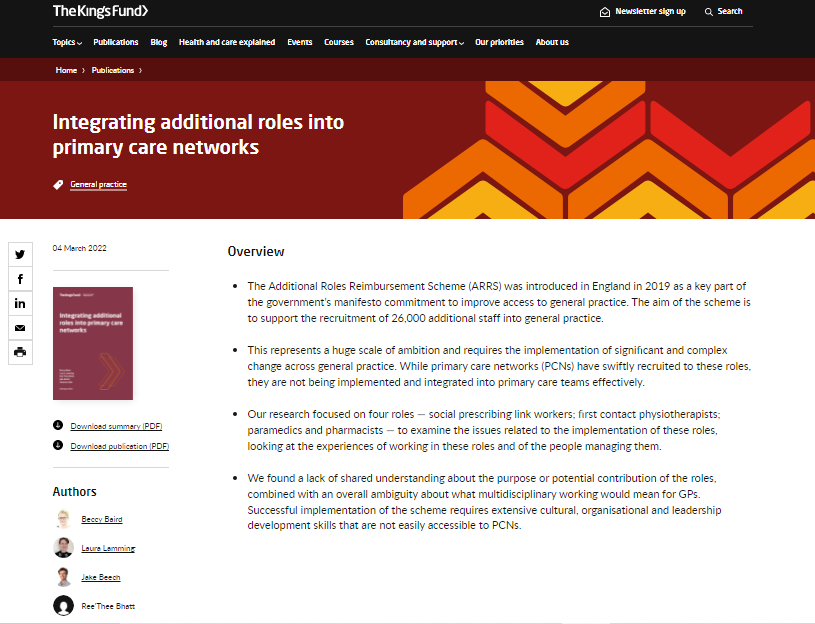 TheKing'sFund>
Newsletter sign up
Search
Topics
Publications
Blog
Health and care explained
Events
Courses
Consultancy and support
Our priorities
About us
Home > Publications >
Integrating additional roles into
primary care networks
General practice
04 March 2022
Integrating additional
roles into primary care
networks
Download summary (PDF)
Download publication (PDF)
Authors
Beccy Baird
Laura Lamming
Jake Beech
Ree'Thee Bhatt
Overview
• The Additional Roles Reimbursement Scheme (ARRS) was introduced in England in 2019 as a key part of
the government's manifesto commitment to improve access to general practice. The aim of the scheme is
to support the recruitment of 26,000 additional staff into general practice.
• This represents a huge scale of ambition and requires the implementation of significant and complex
change across general practice. While primary care networks (PCNs) have swiftly recruited to these roles,
they are not being implemented and integrated into primary care teams effectively.
• Our research focused on four roles — social prescribing link workers; first contact physiotherapists;
paramedics and pharmacists — to examine the issues related to the implementation of these roles,
looking at the experiences of working in these roles and of the people managing them.
• We found a lack of shared understanding about the purpose or potential contribution of the roles,
combined with an overall ambiguity about what multidisciplinary working would mean for GPs.
Successful implementation of the scheme requires extensive cultural, organisational and leadership
development skills that are not easily accessible to PCNs.